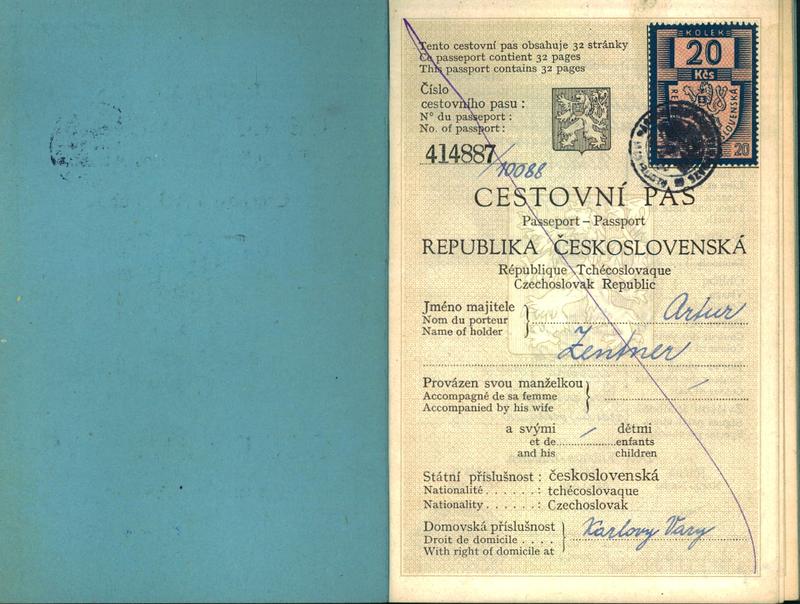 Tento cestovní pas obsahuje 32 stránky
Ce passeport contient 32 pages
This passport contains 32 pages
KOLEK
20
Kčs
20
Číslo
cestovního pasu :
N° du passeport :
No. of passport :
414887/10088
CESTOVNÍ PAS
Passeport – Passport
REPUBLIKA ČESKOSLOVENSKÁ
République Tchécoslovaque
Czechoslovak Republic
Jméno majitele
Nom du porteur
Name of holder
Artur
Zentner
Provázen svou manželkou
Accompagné de sa femme
Accompanied by his wife
a svými / dětmi
et de enfants
and his children
Státní příslušnost : československá
Nationalité . . . . . . : tchécoslovaque
Nationality . . . . . . : Czechoslovak
Domovská příslušnost
Droit de domicile . . . .
With right of domicile at
Karlovy Vary